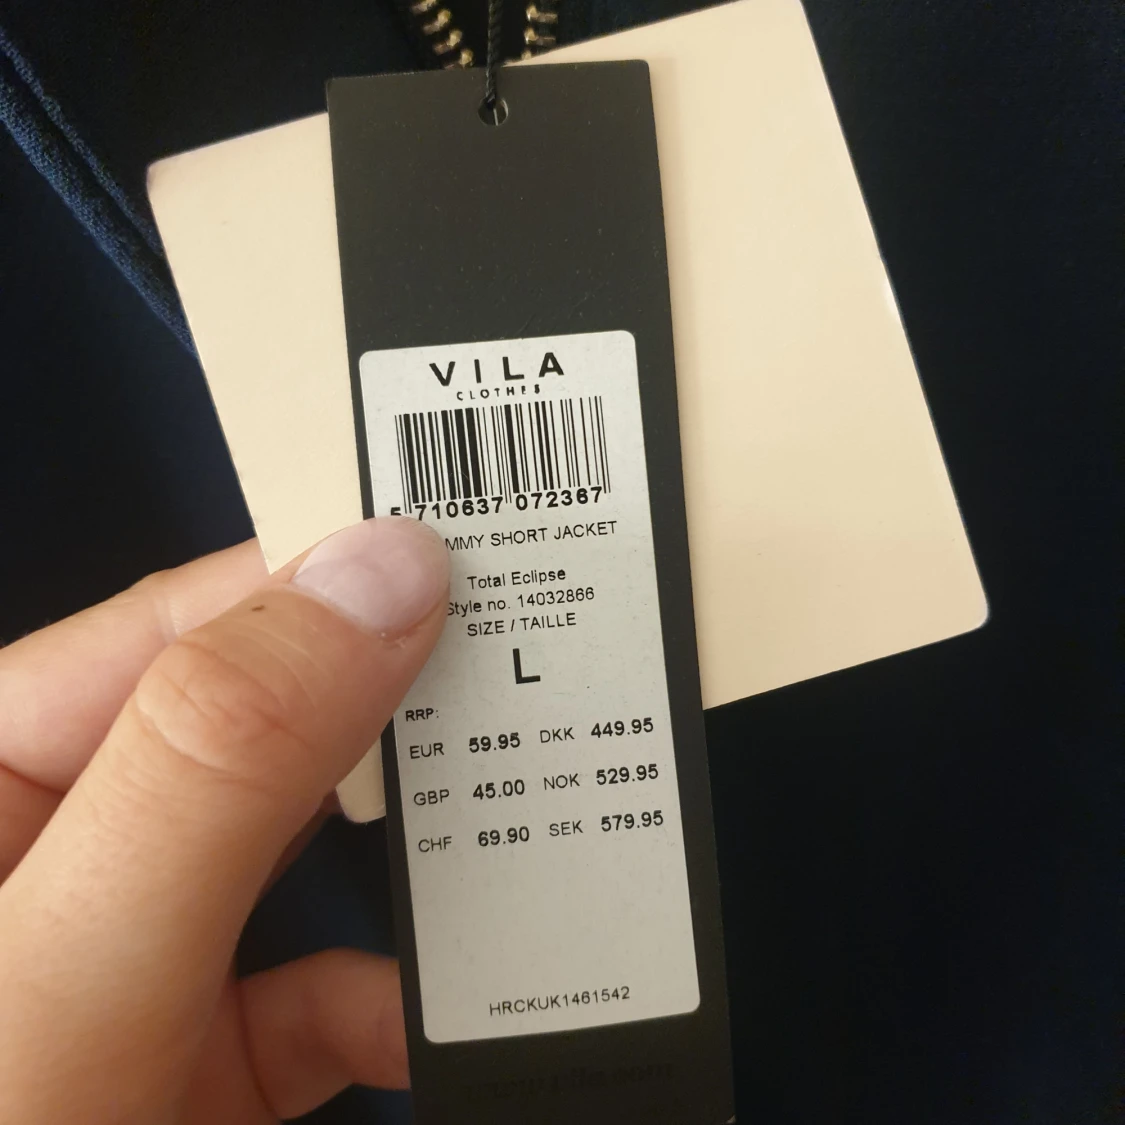 VILA
CLOTHES
5 710637 072367
MMY SHORT JACKET
Total Eclipse
Style no. 14032866
SIZE / TAILLE
L
RRP:
EUR 59.95 DKK 449.95
GBP 45.00 NOK 529.95
CHF 69.90 SEK 579.95
HRCKUK1461542